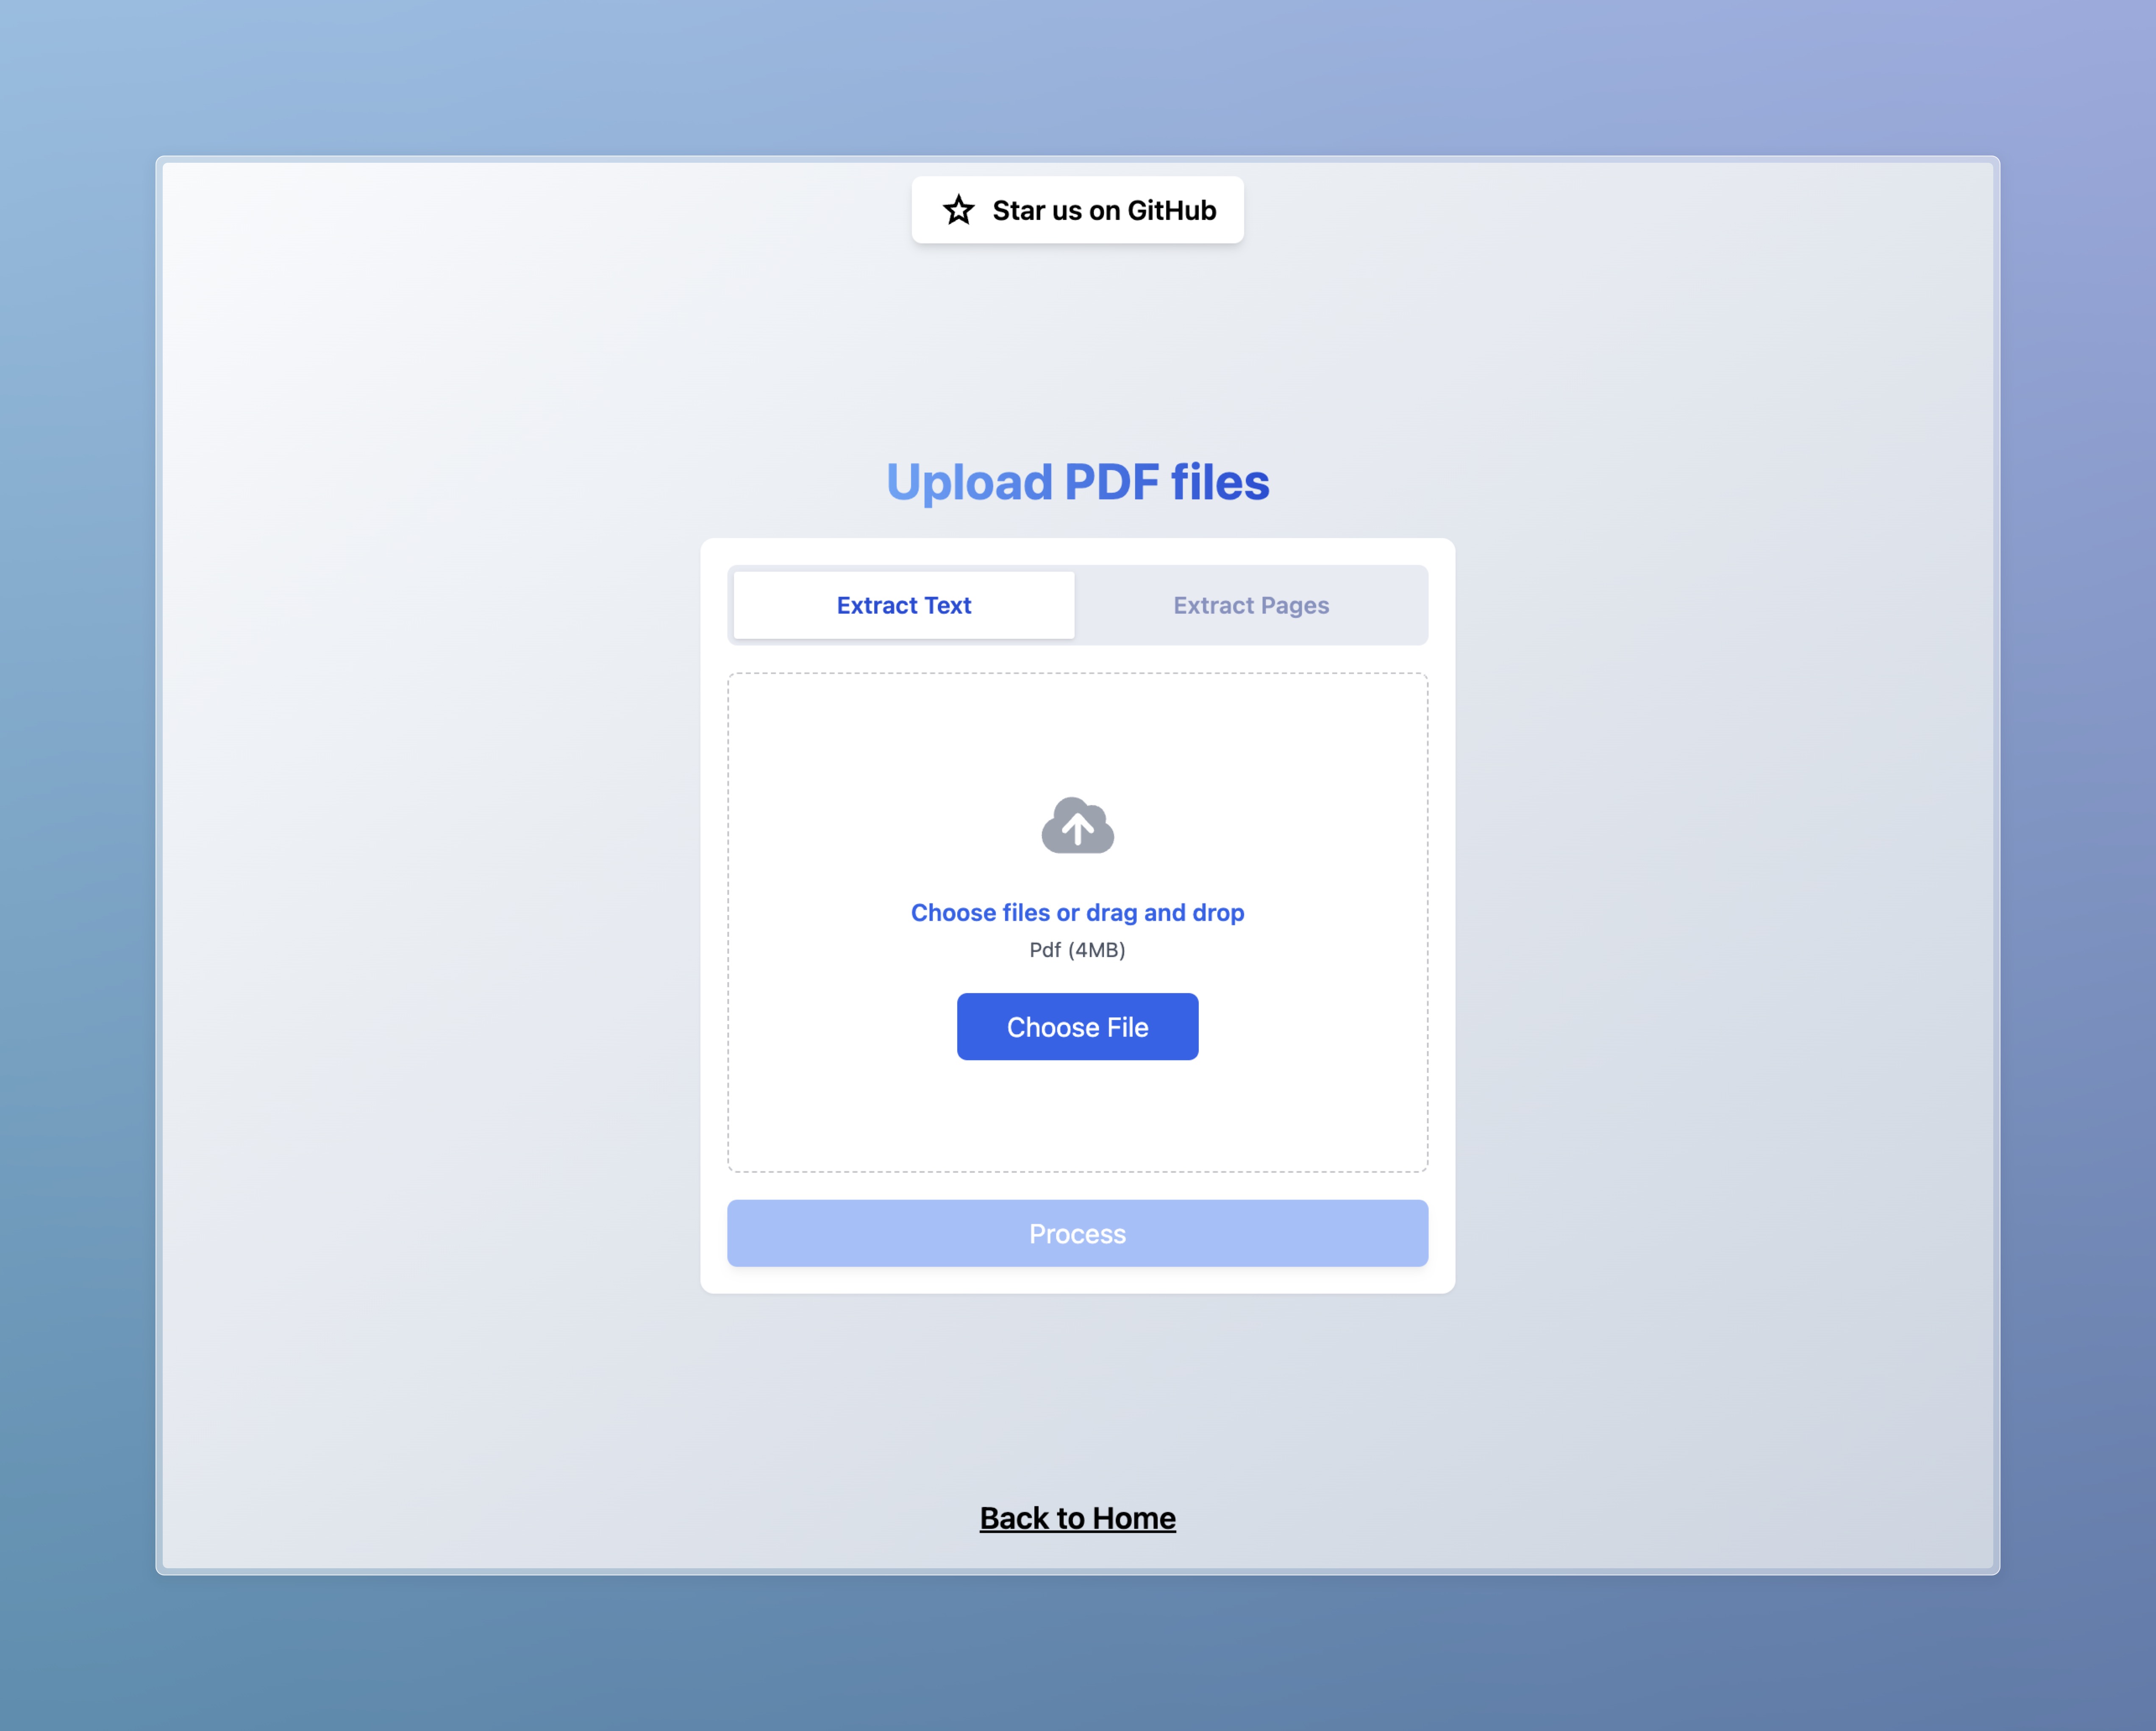 Star us on GitHub
Upload PDF files
Extract Text
Extract Pages
Choose files or drag and drop
Pdf (4MB)
Choose File
Process
Back to Home